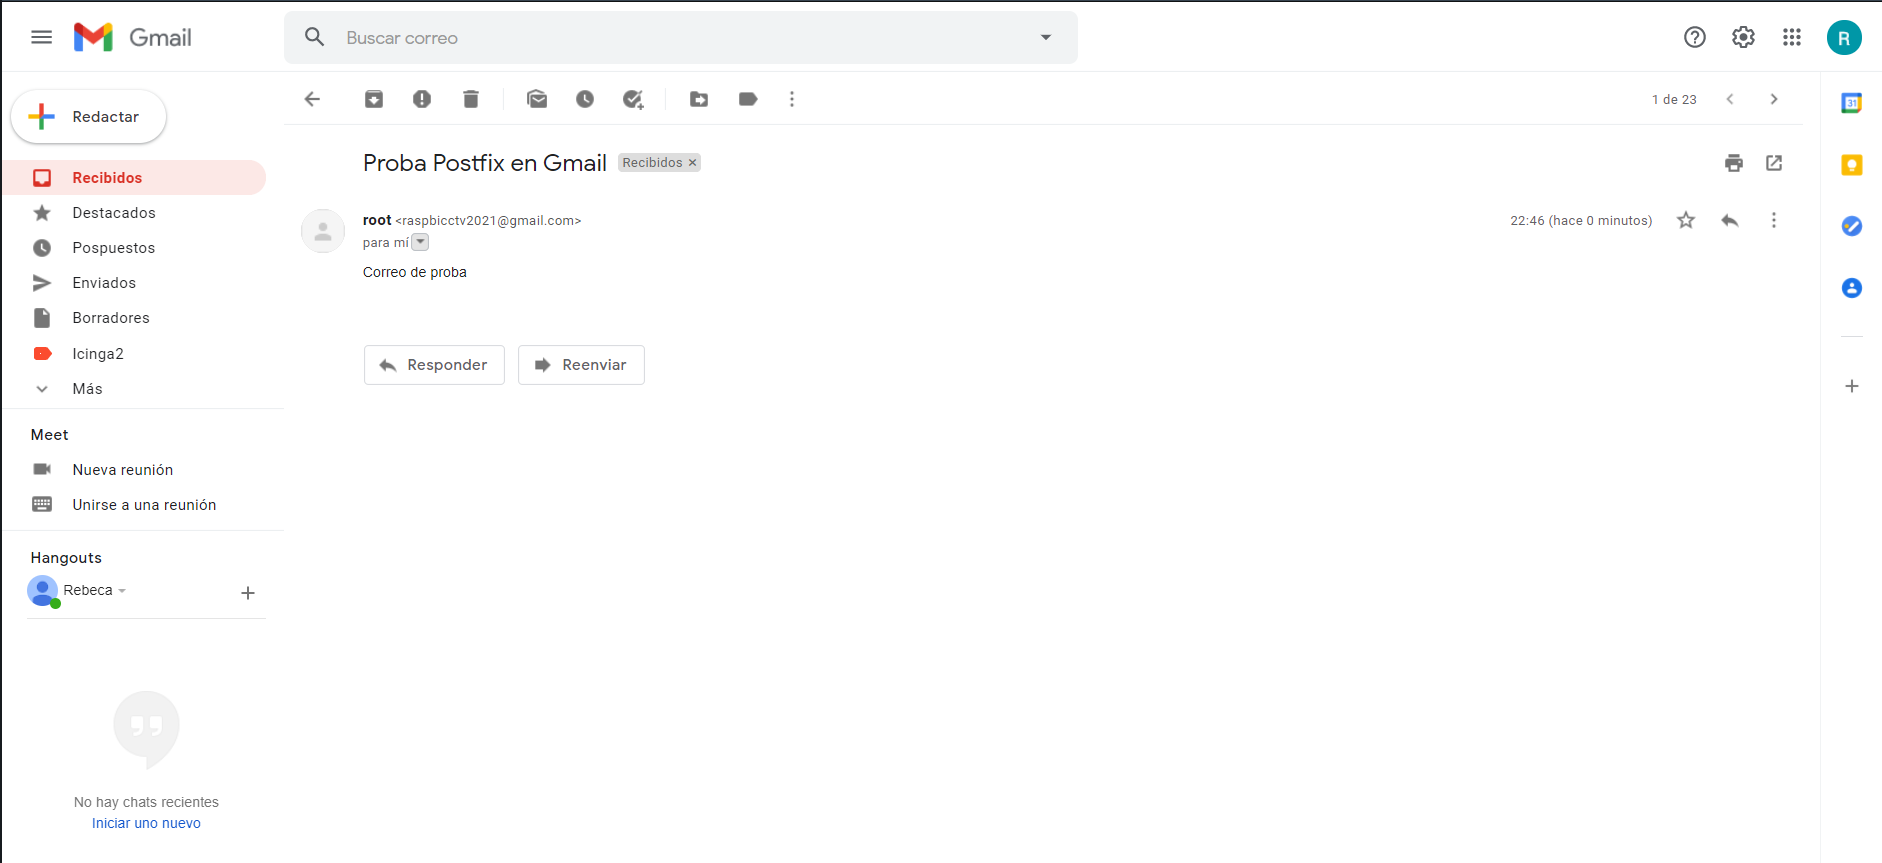 Gmail
Buscar correo
R
Redactar
1 de 23
31
Recibidos
Destacados
Pospuestos
Enviados
Borradores
Icinga2
Más
Proba Postfix en Gmail
Recibidos ×
root <raspbicctv2021@gmail.com>
22:46 (hace 0 minutos)
para mí
Correo de proba
Responder
Reenviar
Meet
Nueva reunión
Unirse a una reunión
Hangouts
Rebeca
No hay chats recientes
Iniciar uno nuevo